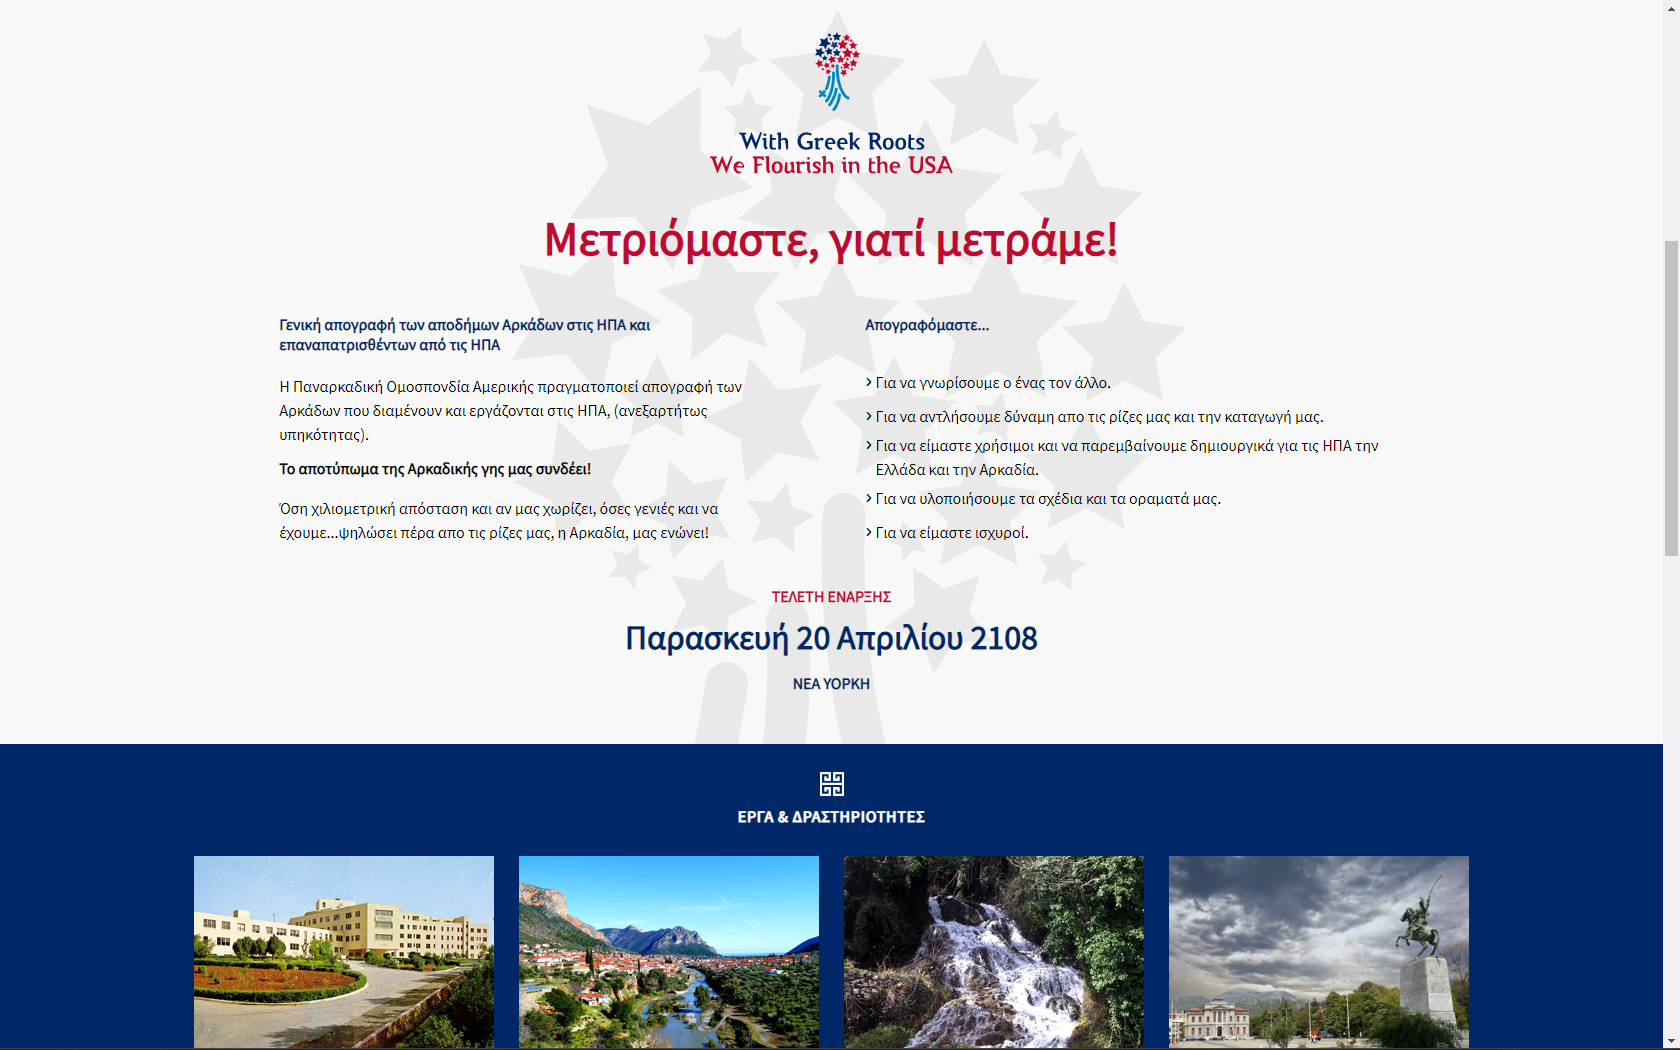 With Greek Roots
We Flourish in the USA
Μετριόμαστε, γιατί μετράμε!
Γενική απογραφή των αποδήμων Αρκάδων στις ΗΠΑ και
επαναπατρισθέντων από τις ΗΠΑ
Η Παναρκαδική Ομοσπονδία Αμερικής πραγματοποιεί απογραφή των
Αρκάδων που διαμένουν και εργάζονται στις ΗΠΑ, (ανεξαρτήτως
υπηκότητας).
Το αποτύπωμα της Αρκαδικής γης μας συνδέει!
Όση χιλιομετρική απόσταση και αν μας χωρίζει, όσες γενιές και να
έχουμε...ψηλώσει πέρα απο τις ρίζες μας, η Αρκαδία, μας ενώνει!
Απογραφόμαστε...
› Για να γνωρίσουμε ο ένας τον άλλο.
› Για να αντλήσουμε δύναμη απο τις ρίζες μας και την καταγωγή μας.
› Για να είμαστε χρήσιμοι και να παρεμβαίνουμε δημιουργικά για τις ΗΠΑ την
Ελλάδα και την Αρκαδία.
› Για να υλοποιήσουμε τα σχέδια και τα οραματά μας.
› Για να είμαστε ισχυροί.
ΤΕΛΕΤΗ ΕΝΑΡΞΗΣ
Παρασκευή 20 Απριλίου 2108
ΝΕΑ ΥΟΡΚΗ
ΕΡΓΑ & ΔΡΑΣΤΗΡΙΟΤΗΤΕΣ